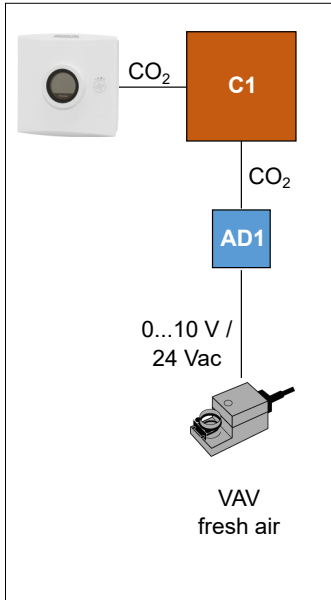 CO₂
C1
CO₂
AD1
0...10 V /
24 Vac
VAV
fresh air